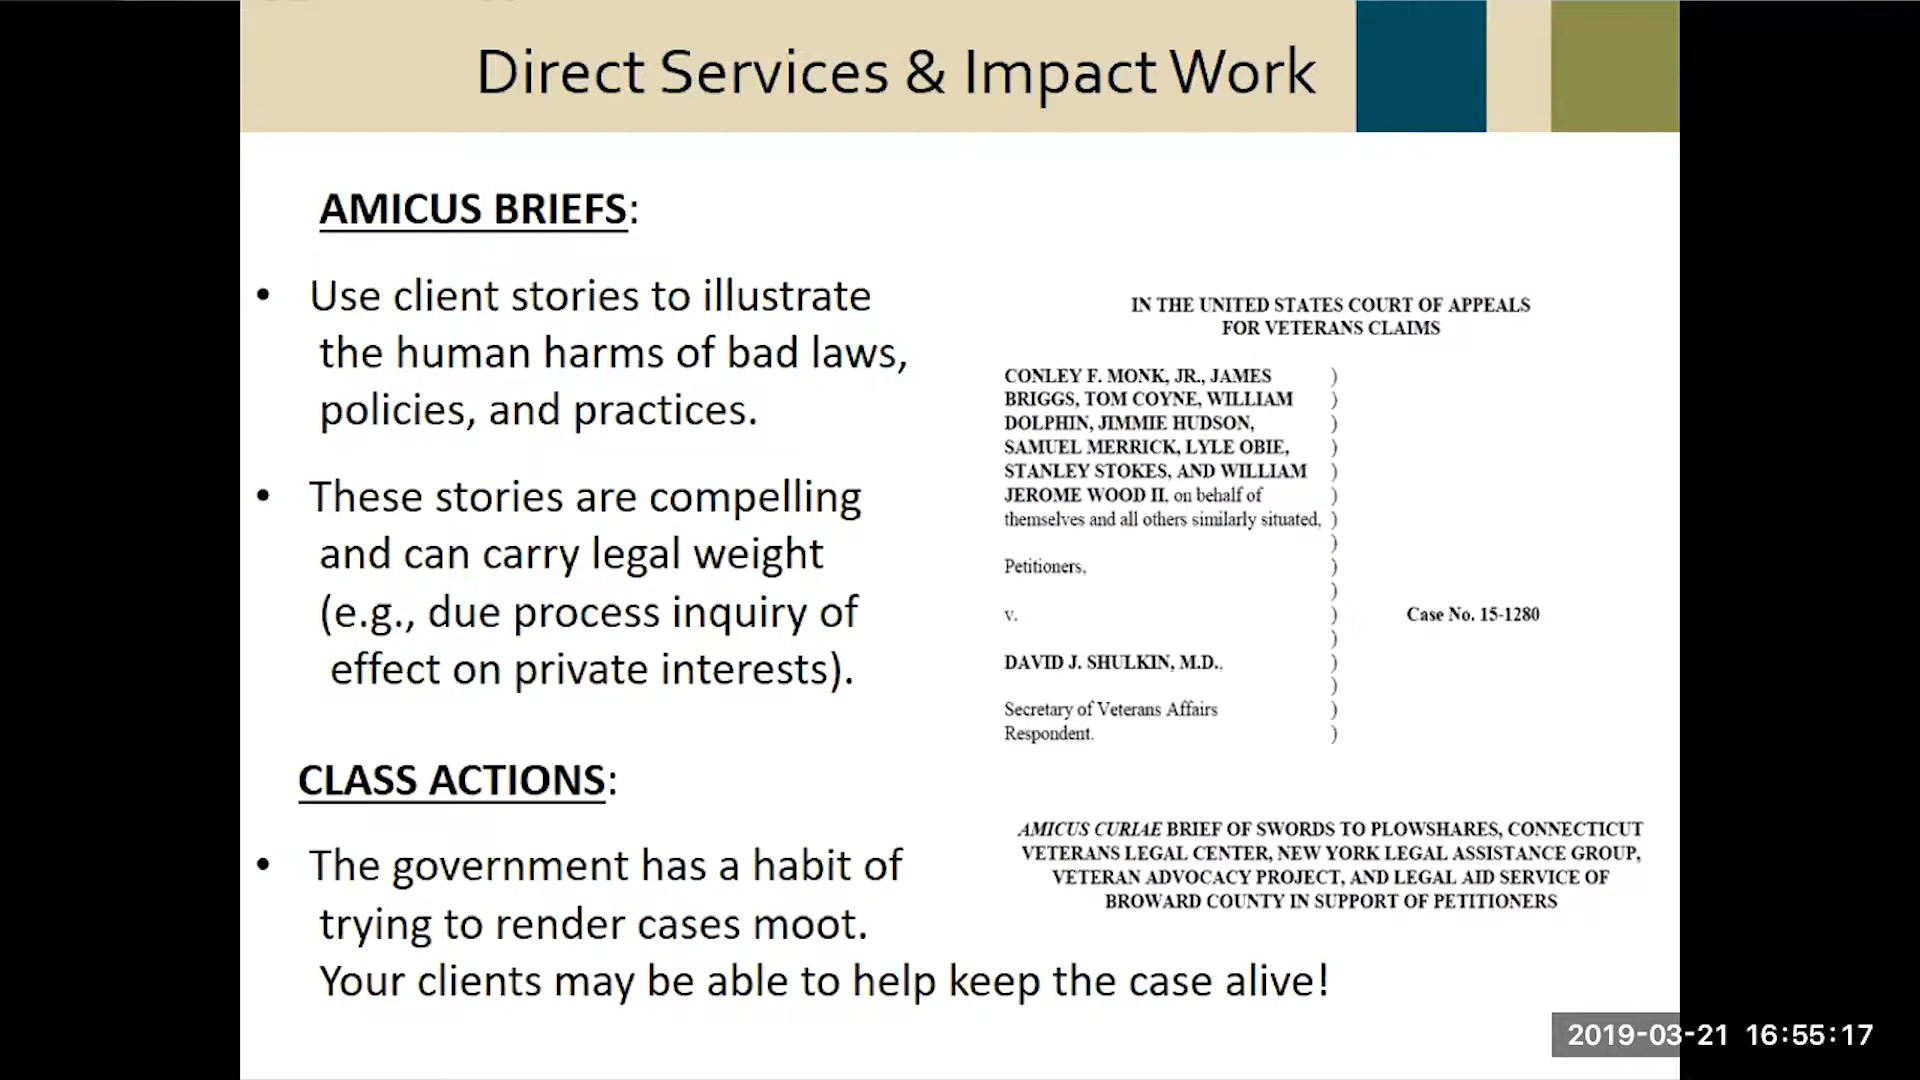 Direct Services & Impact Work
AMICUS BRIEFS:
• Use client stories to illustrate
the human harms of bad laws,
policies, and practices.
• These stories are compelling
and can carry legal weight
(e.g., due process inquiry of
effect on private interests).
CLASS ACTIONS:
• The government has a habit of
trying to render cases moot.
Your clients may be able to help keep the case alive!
IN THE UNITED STATES COURT OF APPEALS
FOR VETERANS CLAIMS
CONLEY F. MONK, JR., JAMES )
BRIGGS, TOM COYNE, WILLIAM )
DOLPHIN, JIMMIE HUDSON, )
SAMUEL MERRICK, LYLE OBIE, )
STANLEY STOKES, AND WILLIAM )
JEROME WOOD II, on behalf of )
themselves and all others similarly situated, )
)
Petitioners, )
)
v. ) Case No. 15-1280
)
DAVID J. SHULKIN, M.D., )
)
Secretary of Veterans Affairs )
Respondent. )
AMICUS CURIAE BRIEF OF SWORDS TO PLOWSHARES, CONNECTICUT
VETERANS LEGAL CENTER, NEW YORK LEGAL ASSISTANCE GROUP,
VETERAN ADVOCACY PROJECT, AND LEGAL AID SERVICE OF
BROWARD COUNTY IN SUPPORT OF PETITIONERS
2019-03-21 16:55:17